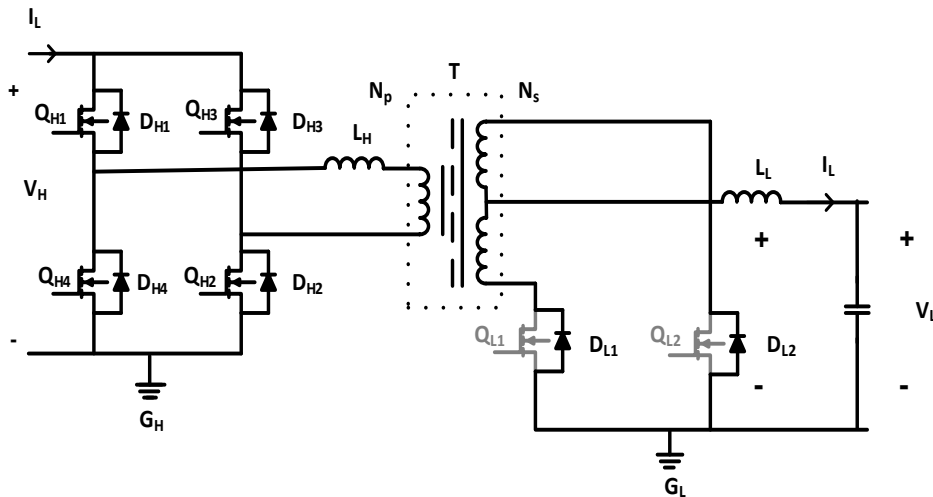 I_L
+
Q_H1
D_H1
Q_H3
D_H3
N_p
T
N_s
L_H
V_H
L_L
I_L
+
+
Q_H4
D_H4
Q_H2
D_H2
Q_L1
D_L1
Q_L2
D_L2
V_L
-
-
-
G_H
G_L